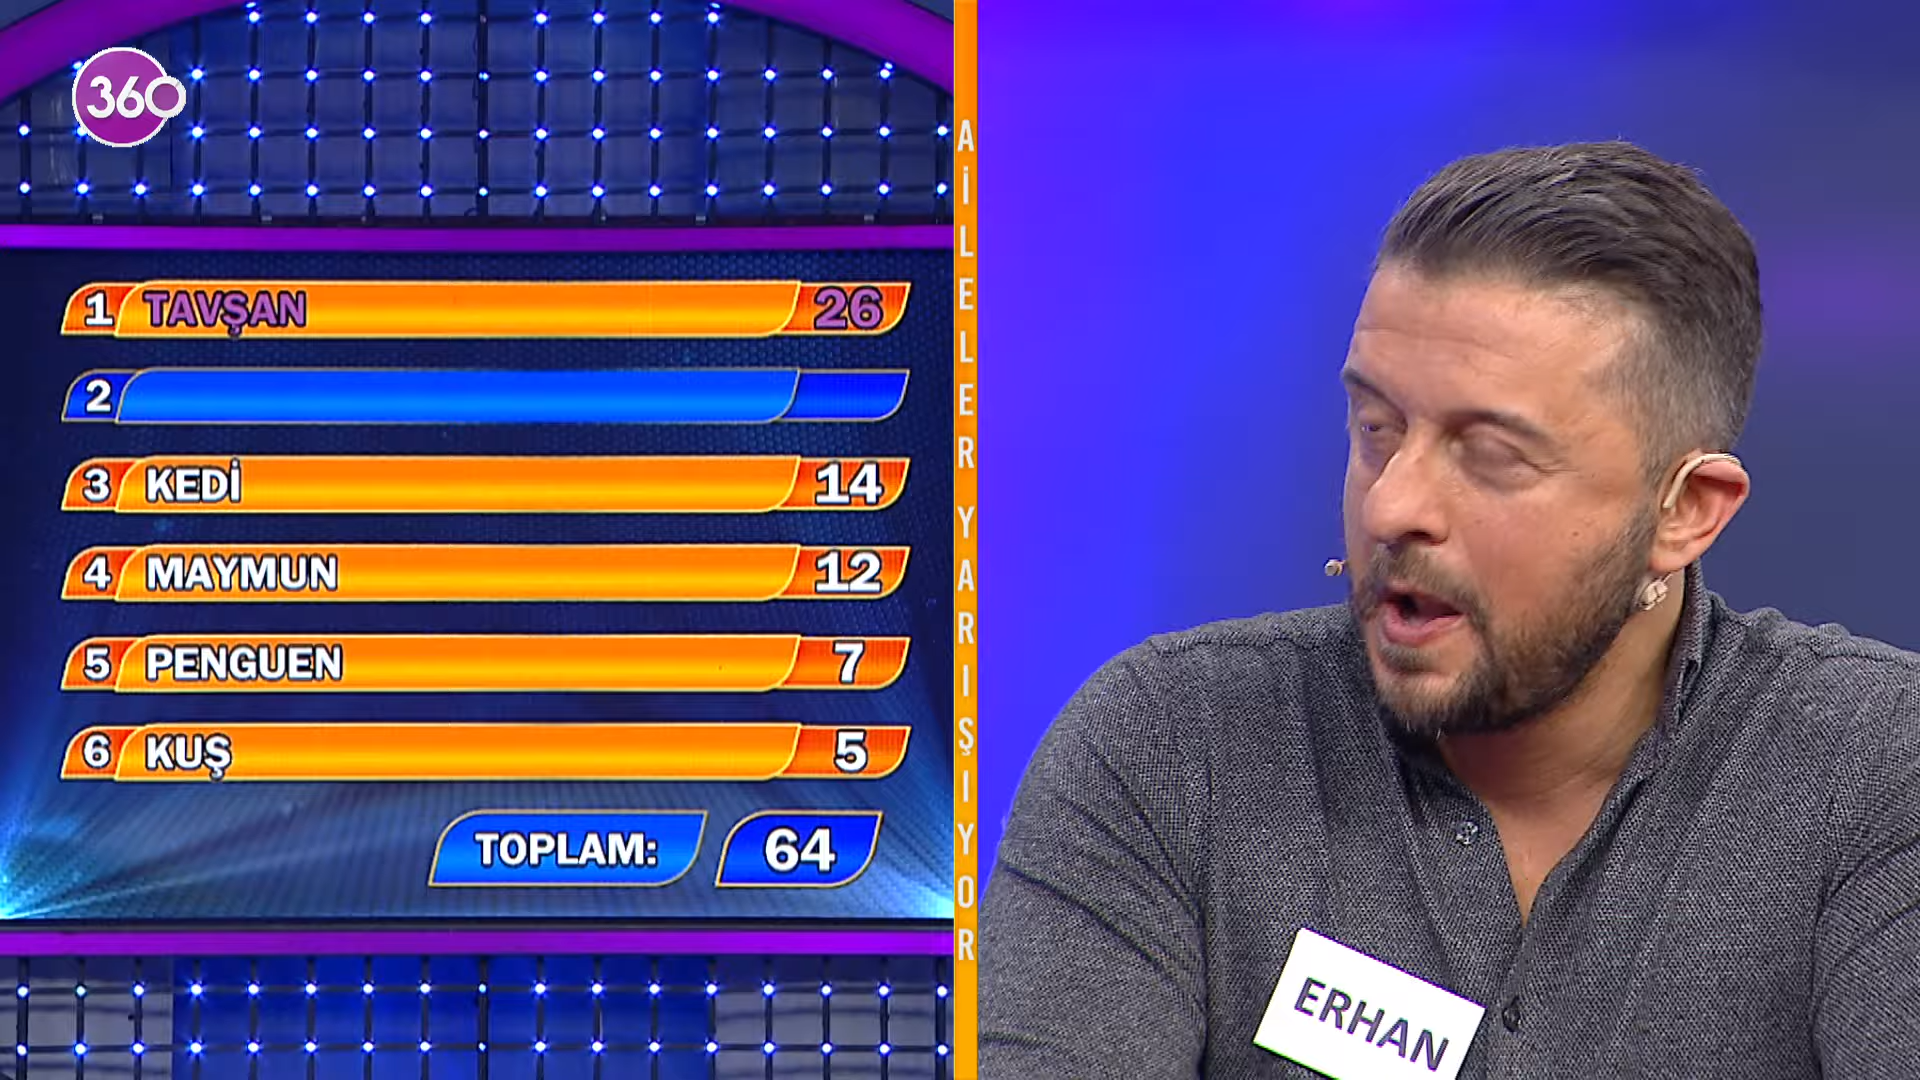 360
1 TAVŞAN 26
2
3 KEDİ 14
4 MAYMUN 12
5 PENGUEN 7
6 KUŞ 5
TOPLAM: 64
AİLELER YARIŞIYOR
ERHAN